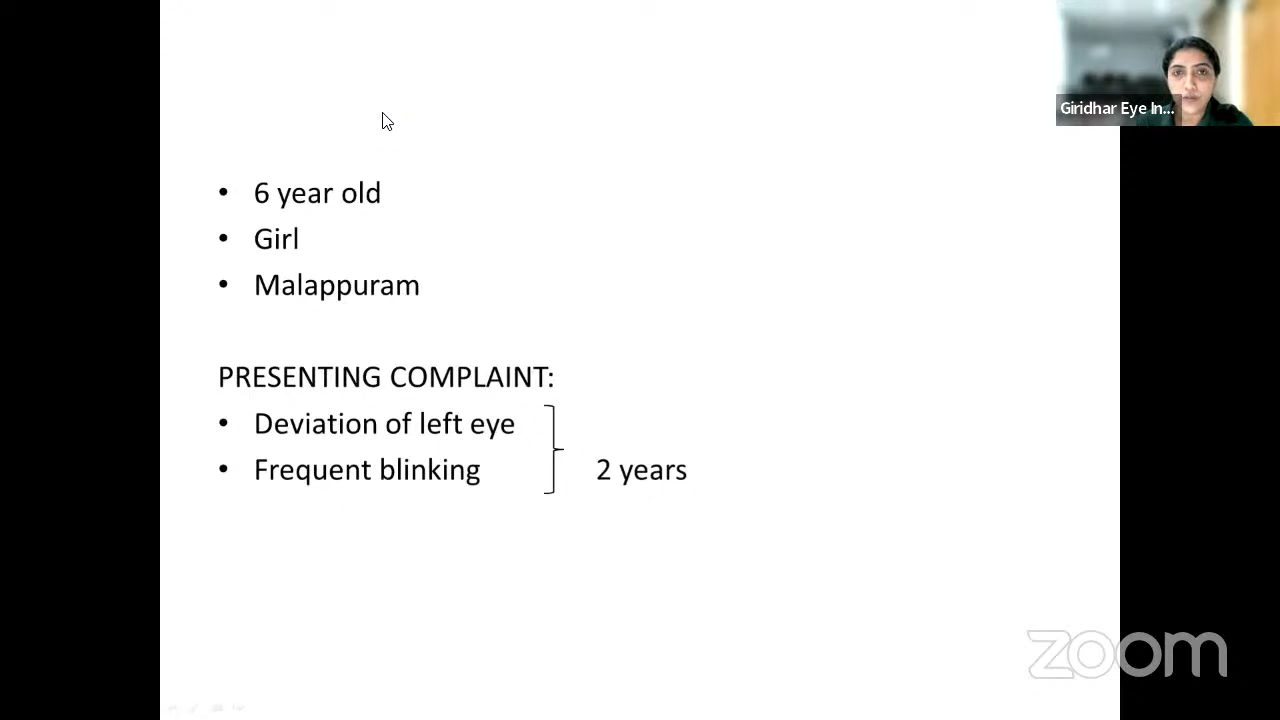 Giridhar Eye In...
• 6 year old
• Girl
• Malappuram
PRESENTING COMPLAINT:
• Deviation of left eye
• Frequent blinking
2 years
zoom